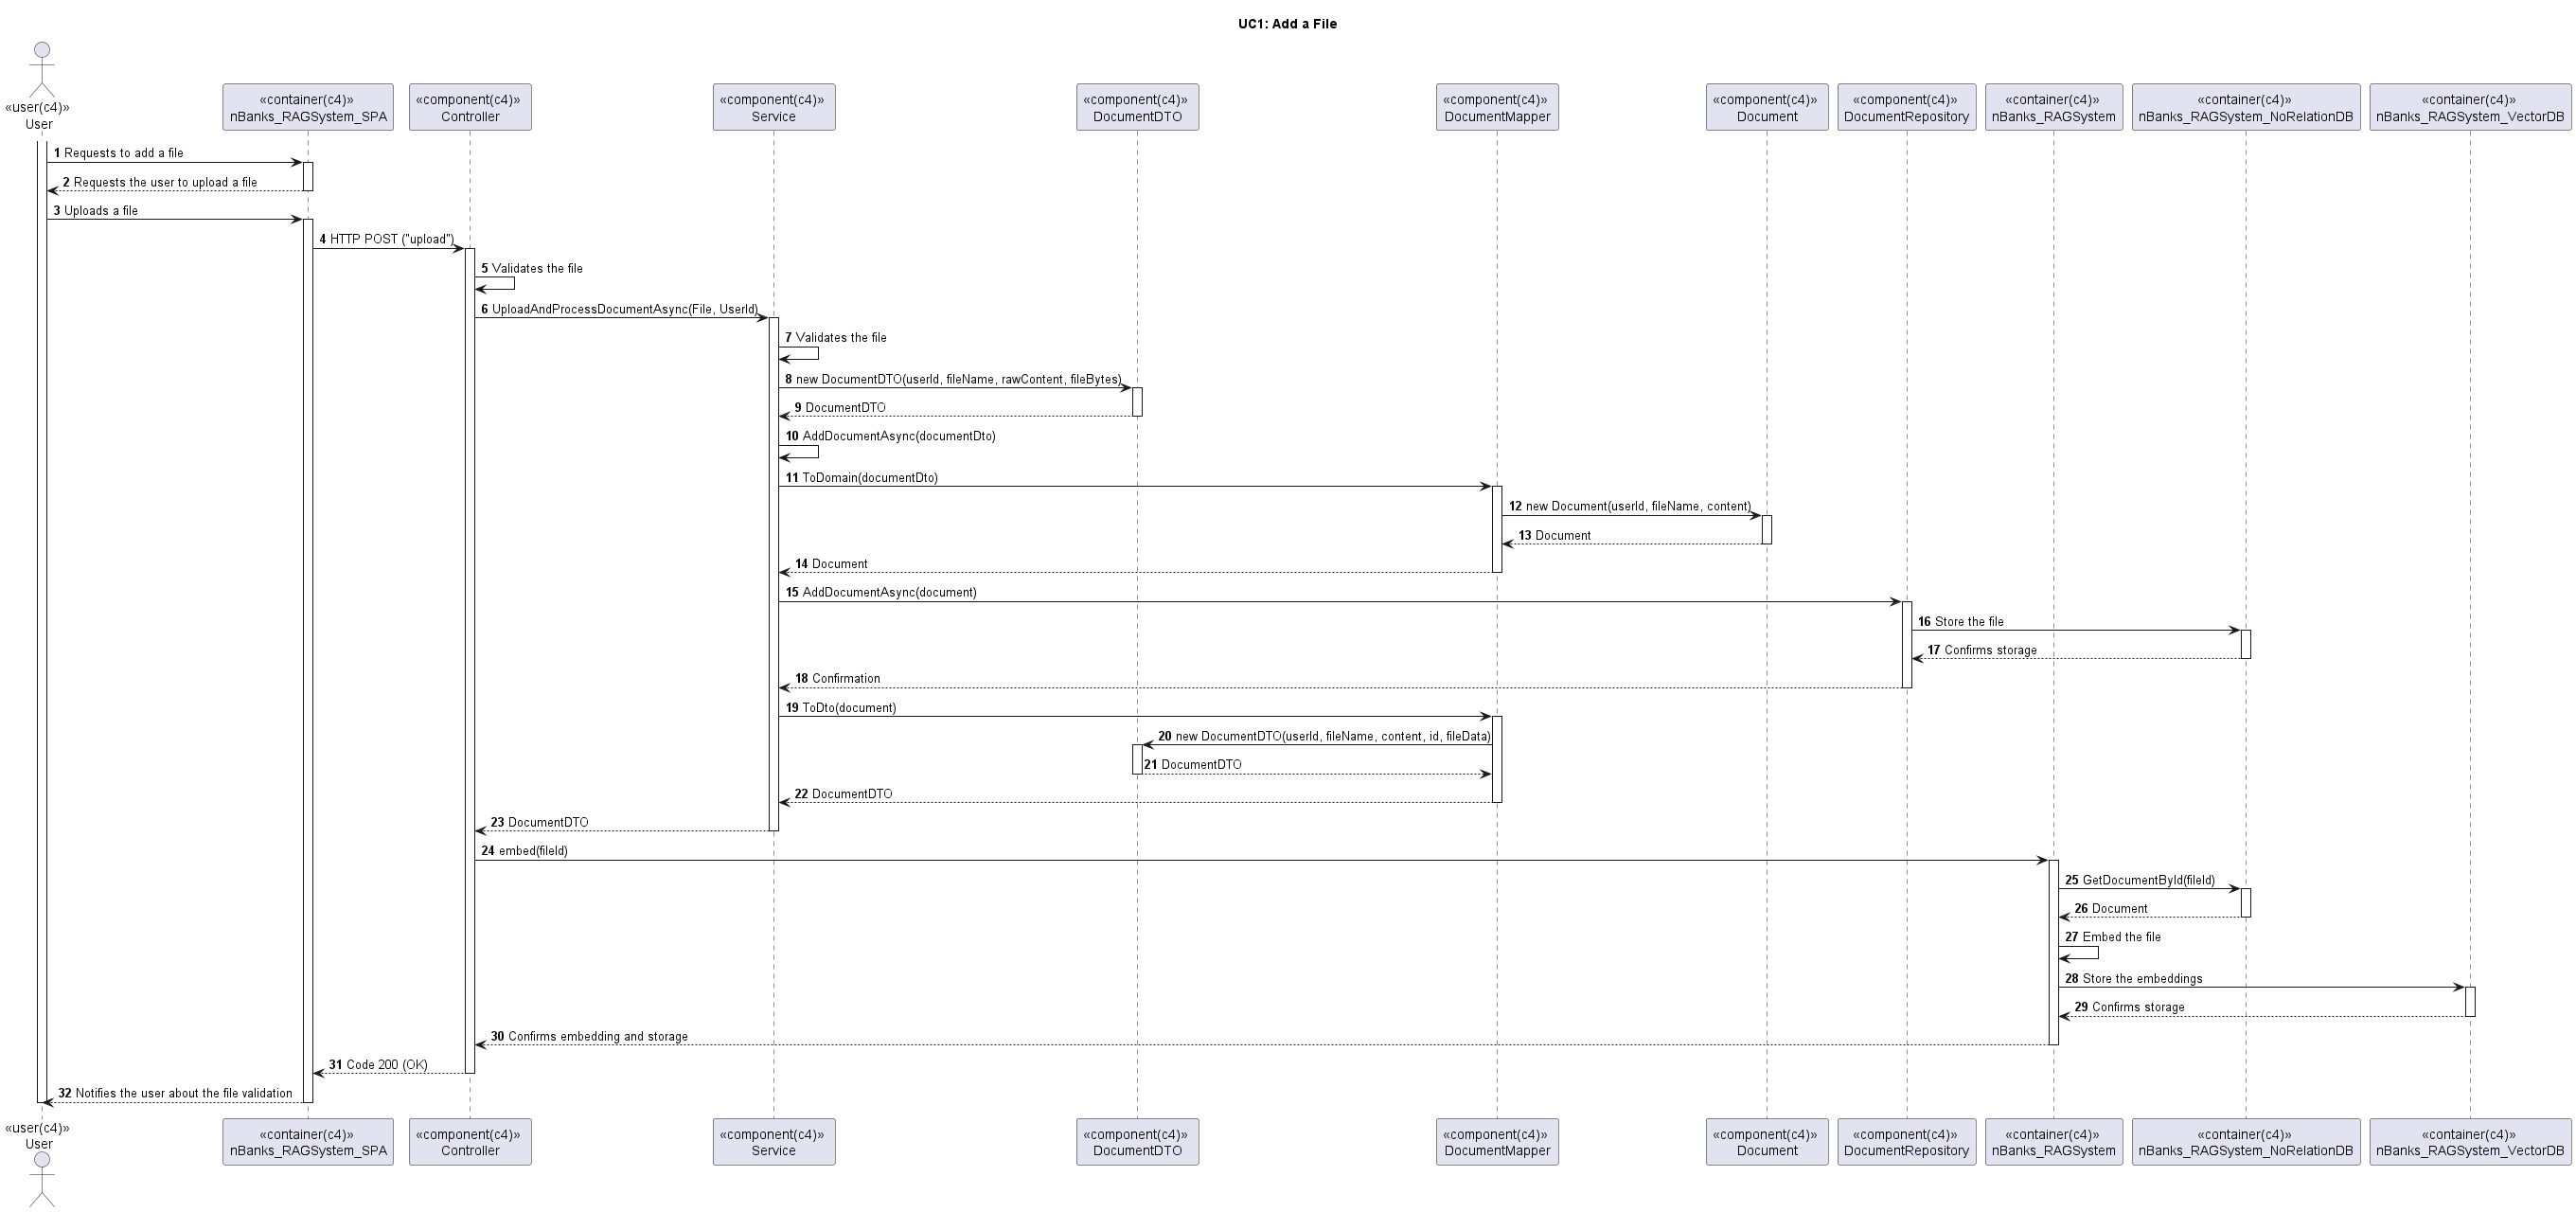 UC1: Add a File
«user(c4)»
User
«container(c4)»
nBanks_RAGSystem_SPA
«component(c4)»
Controller
«component(c4)»
Service
«component(c4)»
DocumentDTO
«component(c4)»
DocumentMapper
«component(c4)»
Document
«component(c4)»
DocumentRepository
«container(c4)»
nBanks_RAGSystem
«container(c4)»
nBanks_RAGSystem_NoRelationDB
«container(c4)»
nBanks_RAGSystem_VectorDB
1 Requests to add a file
2 Requests the user to upload a file
3 Uploads a file
4 HTTP POST ("upload")
5 Validates the file
6 UploadAndProcessDocumentAsync(File, UserId)
7 Validates the file
8 new DocumentDTO(userId, fileName, rawContent, fileBytes)
9 DocumentDTO
10 AddDocumentAsync(documentDto)
11 ToDomain(documentDto)
12 new Document(userId, fileName, content)
13 Document
14 Document
15 AddDocumentAsync(document)
16 Store the file
17 Confirms storage
18 Confirmation
19 ToDto(document)
20 new DocumentDTO(userId, fileName, content, id, fileData)
21 DocumentDTO
22 DocumentDTO
23 DocumentDTO
24 embed(fileId)
25 GetDocumentById(fileId)
26 Document
27 Embed the file
28 Store the embeddings
29 Confirms storage
30 Confirms embedding and storage
31 Code 200 (OK)
32 Notifies the user about the file validation
«user(c4)»
User
«container(c4)»
nBanks_RAGSystem_SPA
«component(c4)»
Controller
«component(c4)»
Service
«component(c4)»
DocumentDTO
«component(c4)»
DocumentMapper
«component(c4)»
Document
«component(c4)»
DocumentRepository
«container(c4)»
nBanks_RAGSystem
«container(c4)»
nBanks_RAGSystem_NoRelationDB
«container(c4)»
nBanks_RAGSystem_VectorDB